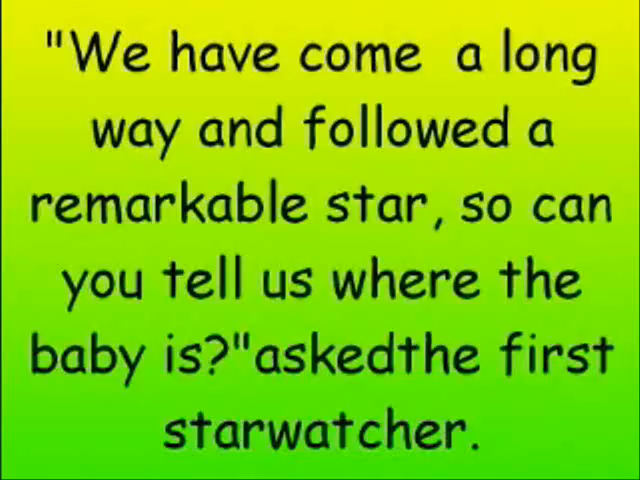 "We have come  a long
way and followed a
remarkable star, so can
you tell us where the
baby is?"askedthe first
starwatcher.